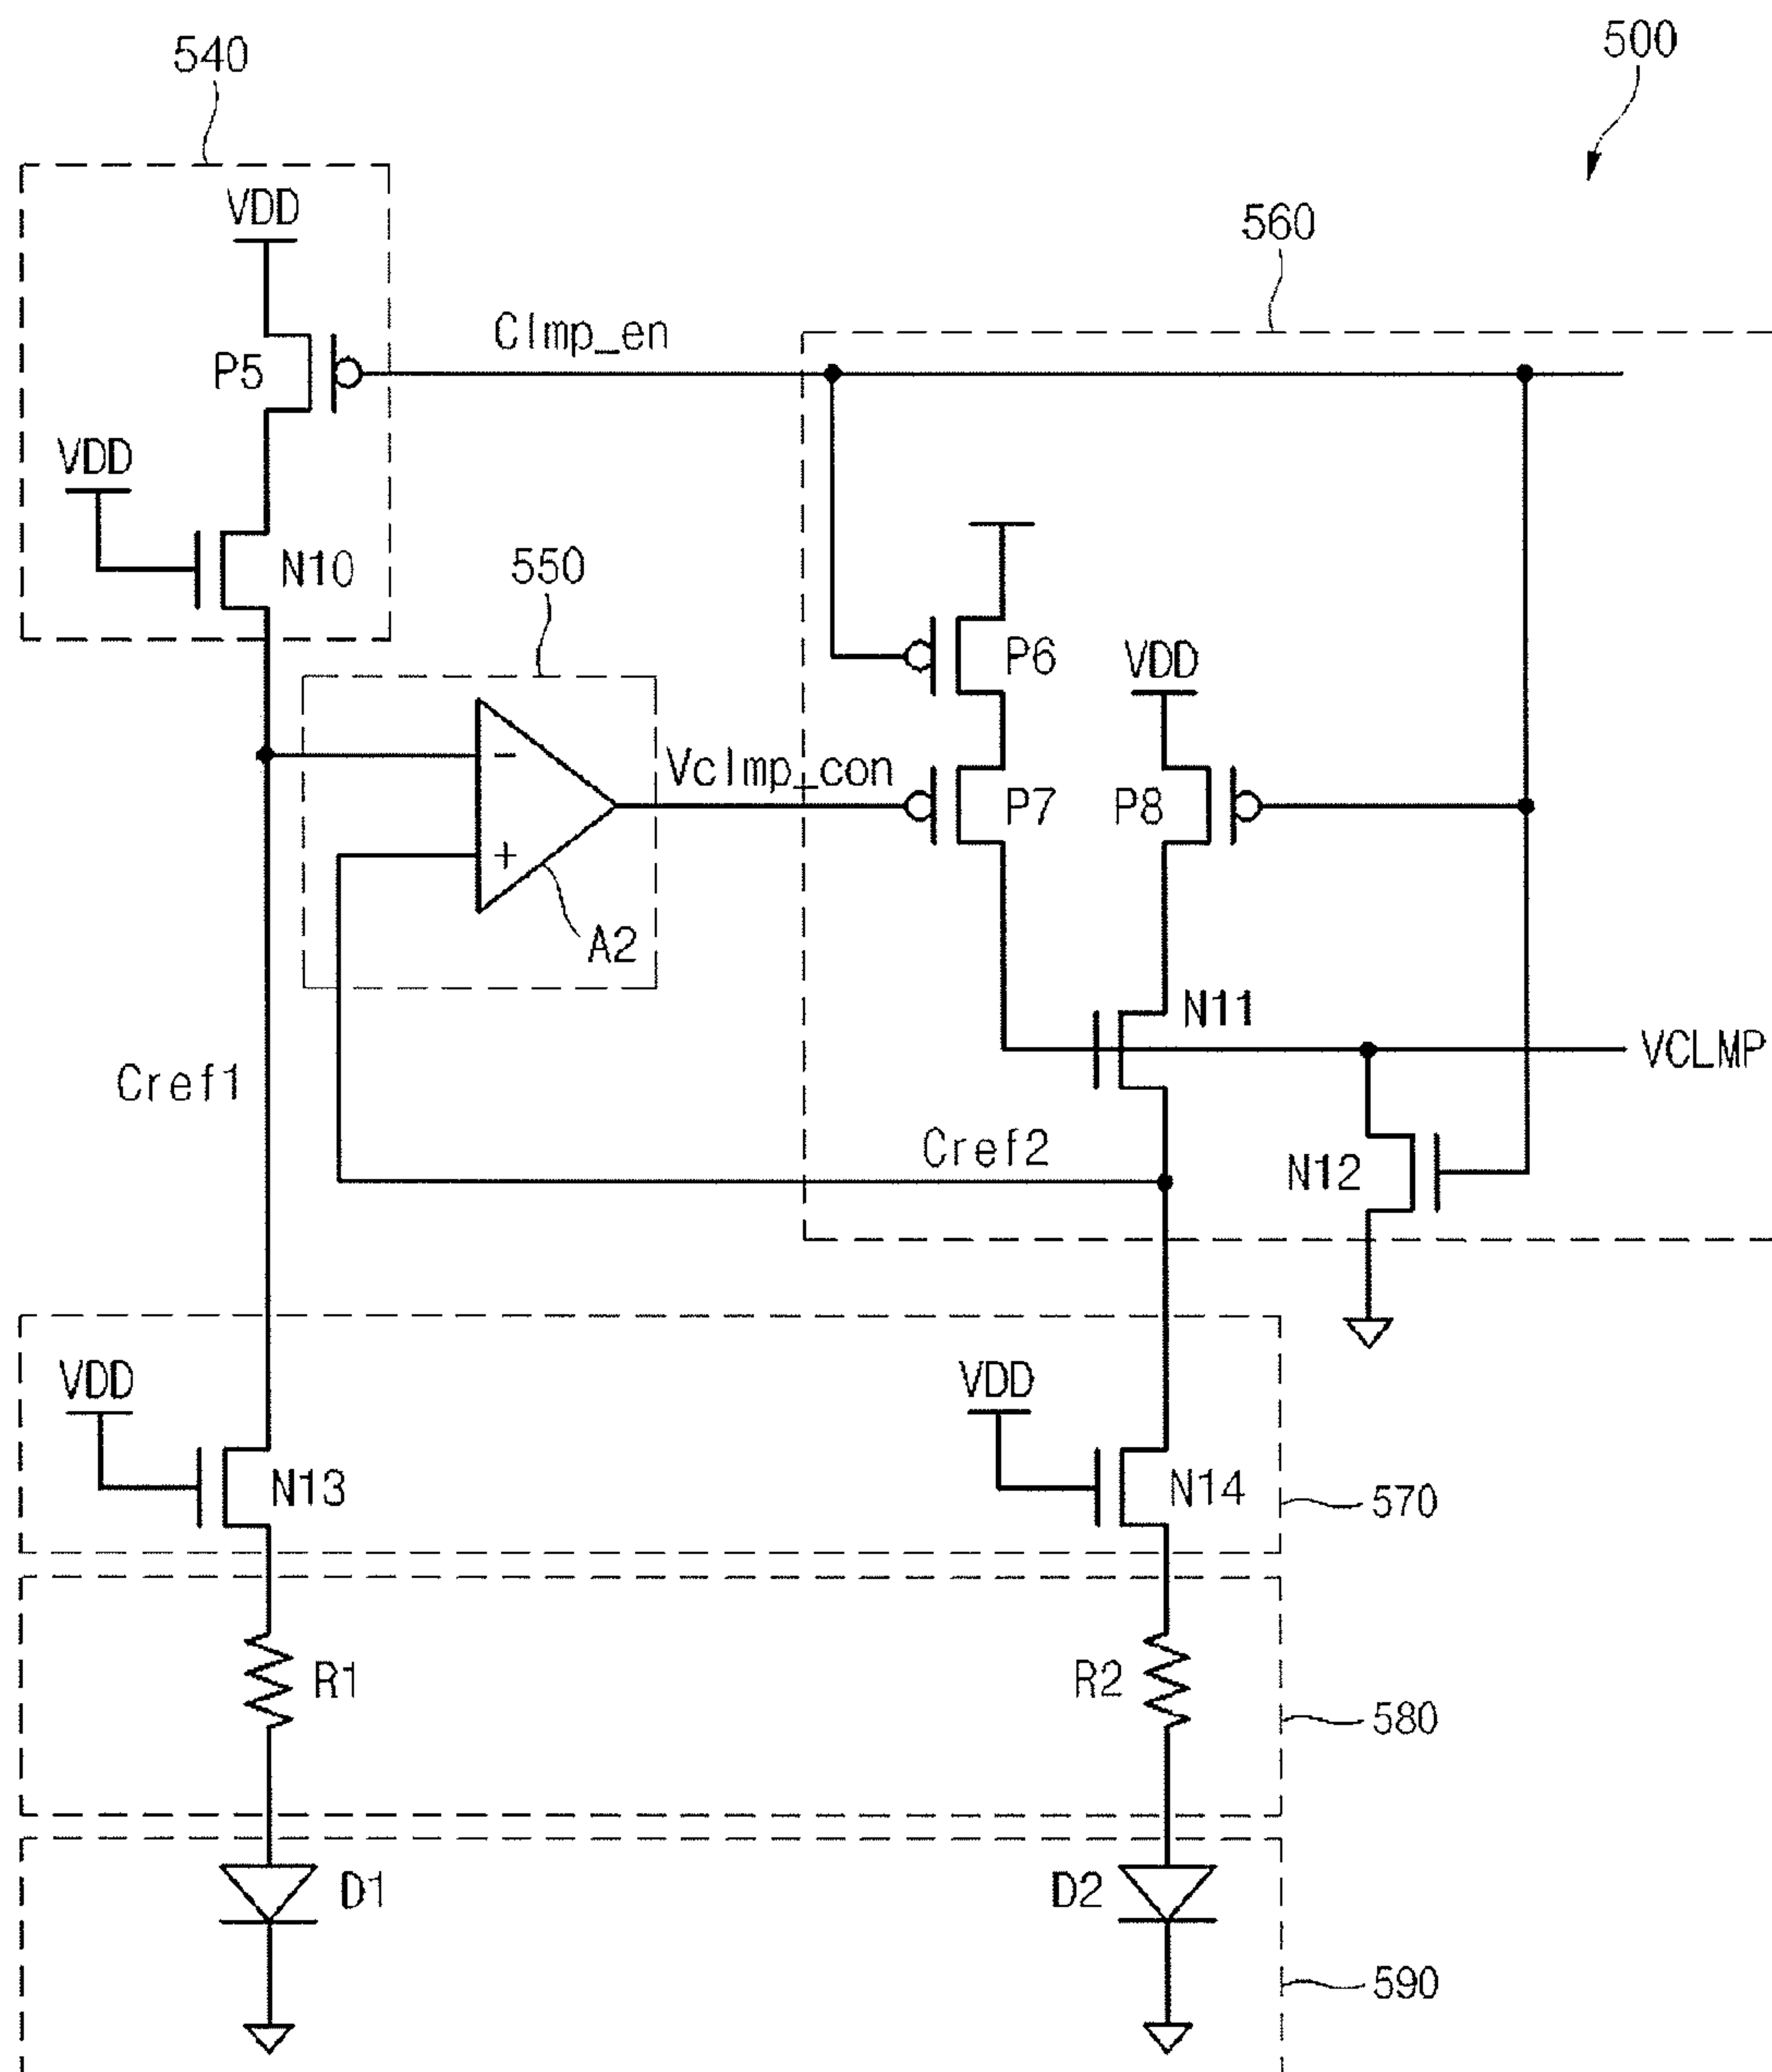 500
540
560
VDD
Clmp_en
P5
VDD
N10
550
P6
VDD
Vclmp_con
P7
P8
-
+
A2
N11
VCLMP
Cref1
Cref2
N12
VDD
VDD
N13
N14
570
R1
R2
580
D1
D2
590